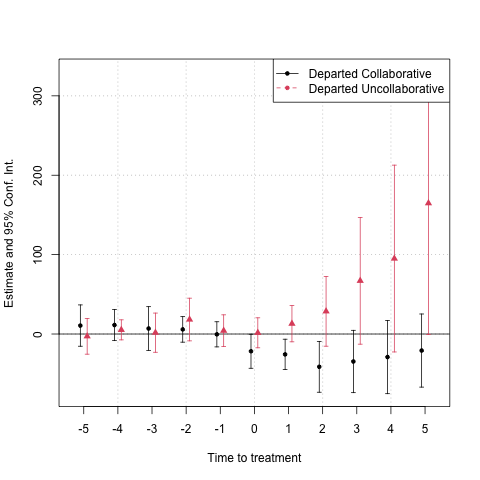 Departed Collaborative
Departed Uncollaborative
Estimate and 95% Conf. Int.
300
200
100
0
-5 -4 -3 -2 -1 0 1 2 3 4 5
Time to treatment